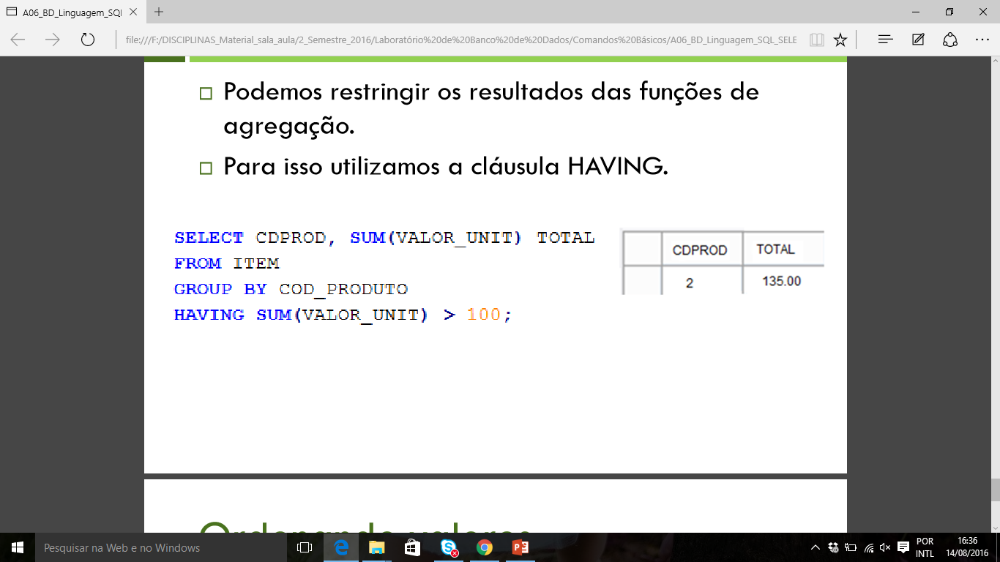 A06_BD_Linguagem_SQL
file:///F:/DISCIPLINAS_Material_sala_aula/2_Semestre_2016/Laboratório%20de%20Banco%20de%20Dados/Comandos%20Básicos/A06_BD_Linguagem_SQL_SELE
Podemos restringir os resultados das funções de
agregação.
Para isso utilizamos a cláusula HAVING.
SELECT CDPROD, SUM(VALOR_UNIT) TOTAL
FROM ITEM
GROUP BY COD_PRODUTO
HAVING SUM(VALOR_UNIT) > 100;
CDPROD TOTAL
2 135.00
Ordenando valores
Pesquisar na Web e no Windows
POR
INTL
16:36
14/08/2016